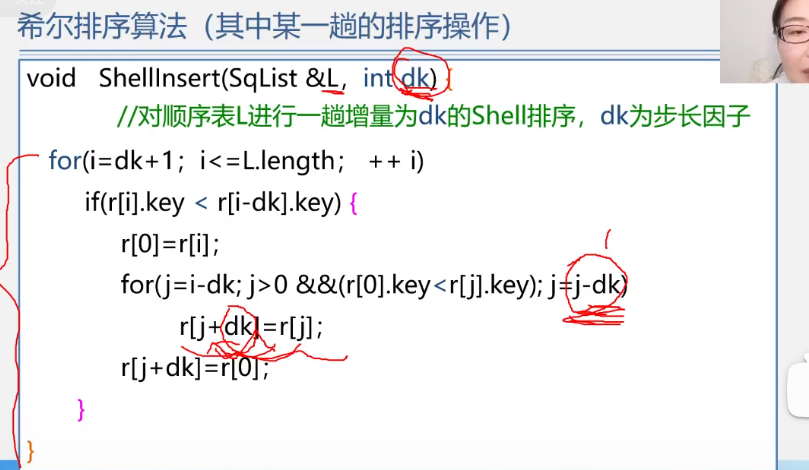 希尔排序算法（其中某一趟的排序操作）
void ShellInsert(SqList &L, int dk) {
//对顺序表L进行一趟增量为dk的Shell排序，dk为步长因子
for(i=dk+1; i<=L.length; ++ i)
if(r[i].key < r[i-dk].key) {
r[0]=r[i];
for(j=i-dk; j>0 &&(r[0].key<r[j].key); j=j-dk)
r[j+dk]=r[j];
r[j+dk]=r[0];
}
}